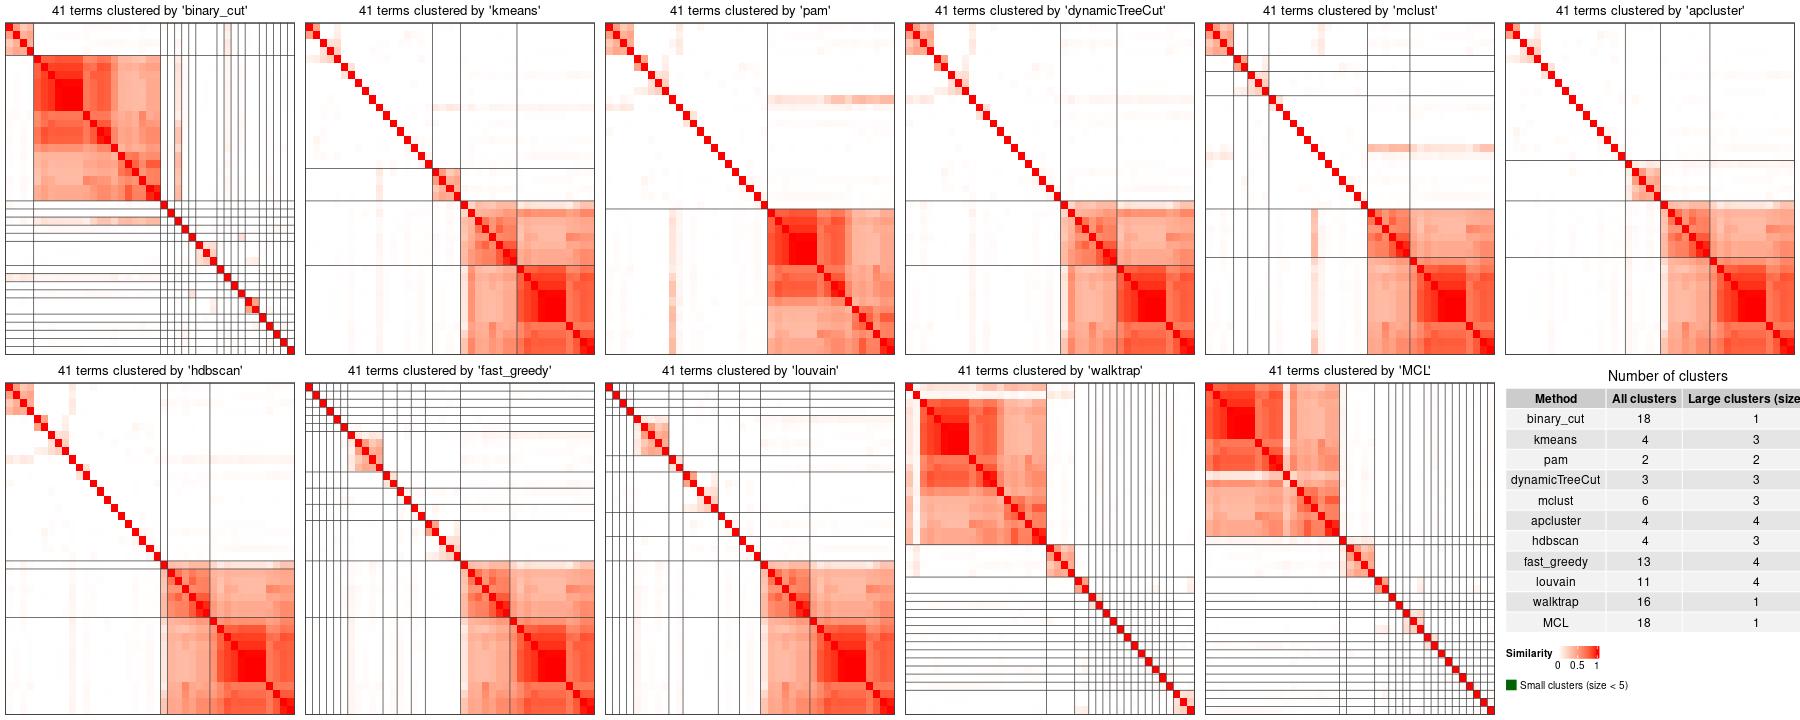 41 terms clustered by 'binary_cut'
41 terms clustered by 'kmeans'
41 terms clustered by 'pam'
41 terms clustered by 'dynamicTreeCut'
41 terms clustered by 'mclust'
41 terms clustered by 'apcluster'
41 terms clustered by 'hdbscan'
41 terms clustered by 'fast_greedy'
41 terms clustered by 'louvain'
41 terms clustered by 'walktrap'
41 terms clustered by 'MCL'
Number of clusters
Method All clusters Large clusters (size
binary_cut 18 1
kmeans 4 3
pam 2 2
dynamicTreeCut 3 3
mclust 6 3
apcluster 4 4
hdbscan 4 3
fast_greedy 13 4
louvain 11 4
walktrap 16 1
MCL 18 1
Similarity
0 0.5 1
Small clusters (size < 5)